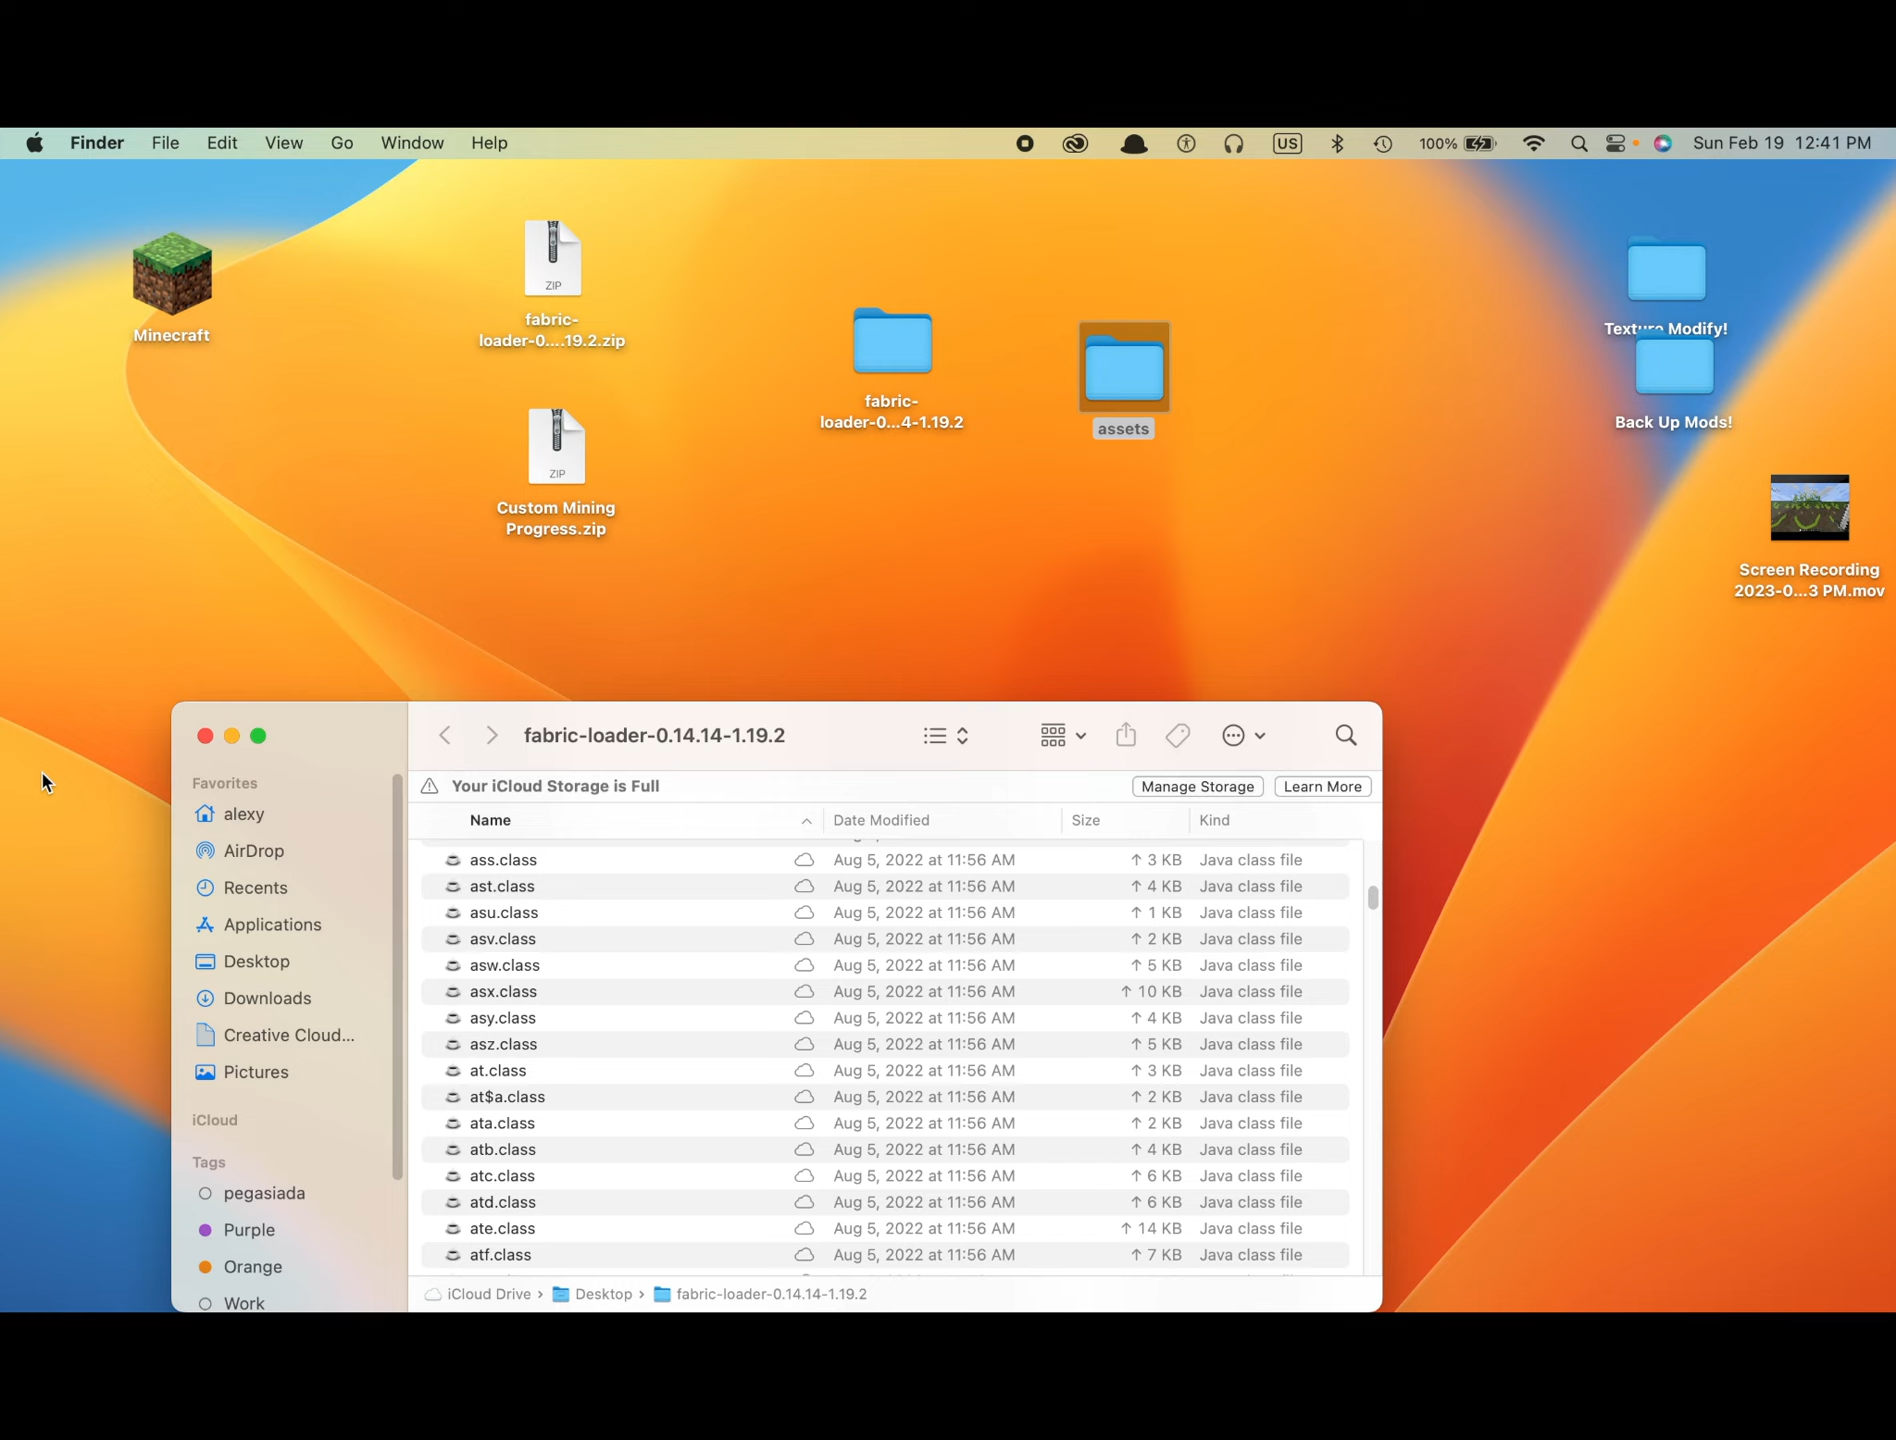 Finder File Edit View Go Window Help US 100% Sun Feb 19 12:41 PM
Minecraft
ZIP
fabric-
loader-0....19.2.zip
ZIP
Custom Mining
Progress.zip
fabric-
loader-0...4-1.19.2
assets
Texture Modify!
Back Up Mods!
Screen Recording
2023-0...3 PM.mov
fabric-loader-0.14.14-1.19.2
Favorites
alexy
AirDrop
Recents
Applications
Desktop
Downloads
Creative Cloud...
Pictures
iCloud
Tags
pegasiada
Purple
Orange
Work
Your iCloud Storage is Full Manage Storage Learn More
Name Date Modified Size Kind
ass.class Aug 5, 2022 at 11:56 AM ↑ 3 KB Java class file
ast.class Aug 5, 2022 at 11:56 AM ↑ 4 KB Java class file
asu.class Aug 5, 2022 at 11:56 AM ↑ 1 KB Java class file
asv.class Aug 5, 2022 at 11:56 AM ↑ 2 KB Java class file
asw.class Aug 5, 2022 at 11:56 AM ↑ 5 KB Java class file
asx.class Aug 5, 2022 at 11:56 AM ↑ 10 KB Java class file
asy.class Aug 5, 2022 at 11:56 AM ↑ 4 KB Java class file
asz.class Aug 5, 2022 at 11:56 AM ↑ 5 KB Java class file
at.class Aug 5, 2022 at 11:56 AM ↑ 3 KB Java class file
at$a.class Aug 5, 2022 at 11:56 AM ↑ 2 KB Java class file
ata.class Aug 5, 2022 at 11:56 AM ↑ 2 KB Java class file
atb.class Aug 5, 2022 at 11:56 AM ↑ 4 KB Java class file
atc.class Aug 5, 2022 at 11:56 AM ↑ 6 KB Java class file
atd.class Aug 5, 2022 at 11:56 AM ↑ 6 KB Java class file
ate.class Aug 5, 2022 at 11:56 AM ↑ 14 KB Java class file
atf.class Aug 5, 2022 at 11:56 AM ↑ 7 KB Java class file
iCloud Drive › Desktop › fabric-loader-0.14.14-1.19.2